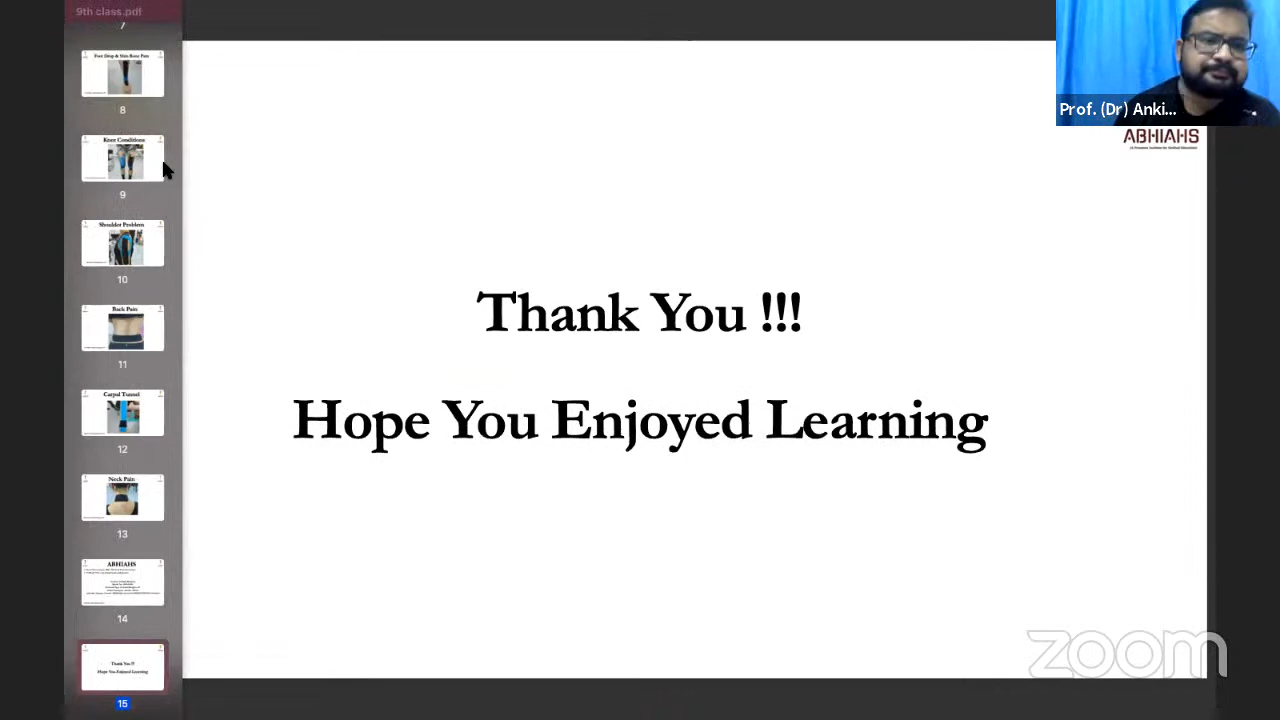 9th class.pdf
7
Foot Drop & Shin Bone Pain
8
Knee Conditions
9
Shoulder Problem
10
Back Pain
11
Carpal Tunnel
12
Neck Pain
13
ABHIAHS
14
Thank You !!!
Hope You Enjoyed Learning
15
Prof. (Dr) Anki...
ABHIAHS
Thank You !!!
Hope You Enjoyed Learning
zoom